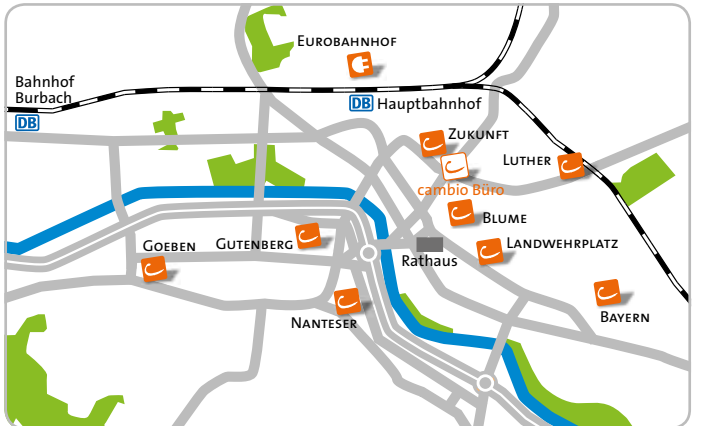 Eurobahnhof
Bahnhof
Burbach
DB
DB Hauptbahnhof
Zukunft
Luther
cambio Büro
Blume
Goeben
Gutenberg
Landwehrplatz
Rathaus
Nanteser
Bayern